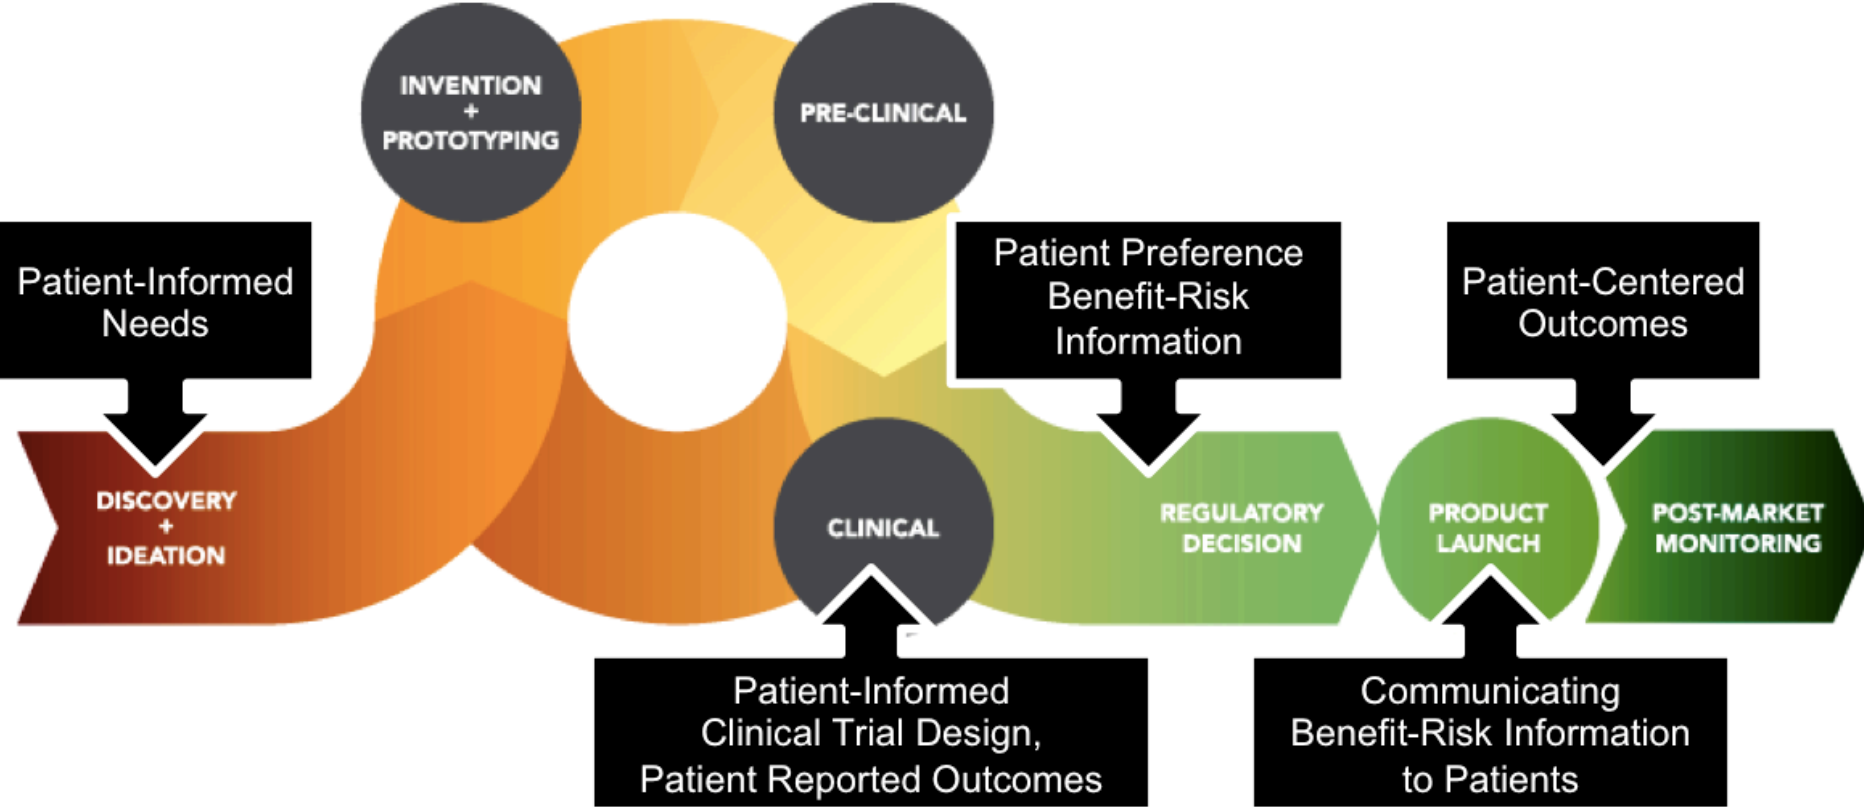 INVENTION
+
PROTOTYPING
PRE-CLINICAL
Patient-Informed
Needs
Patient Preference
Benefit-Risk
Information
Patient-Centered
Outcomes
DISCOVERY
+
IDEATION
CLINICAL
REGULATORY
DECISION
PRODUCT
LAUNCH
POST-MARKET
MONITORING
Patient-Informed
Clinical Trial Design,
Patient Reported Outcomes
Communicating
Benefit-Risk Information
to Patients